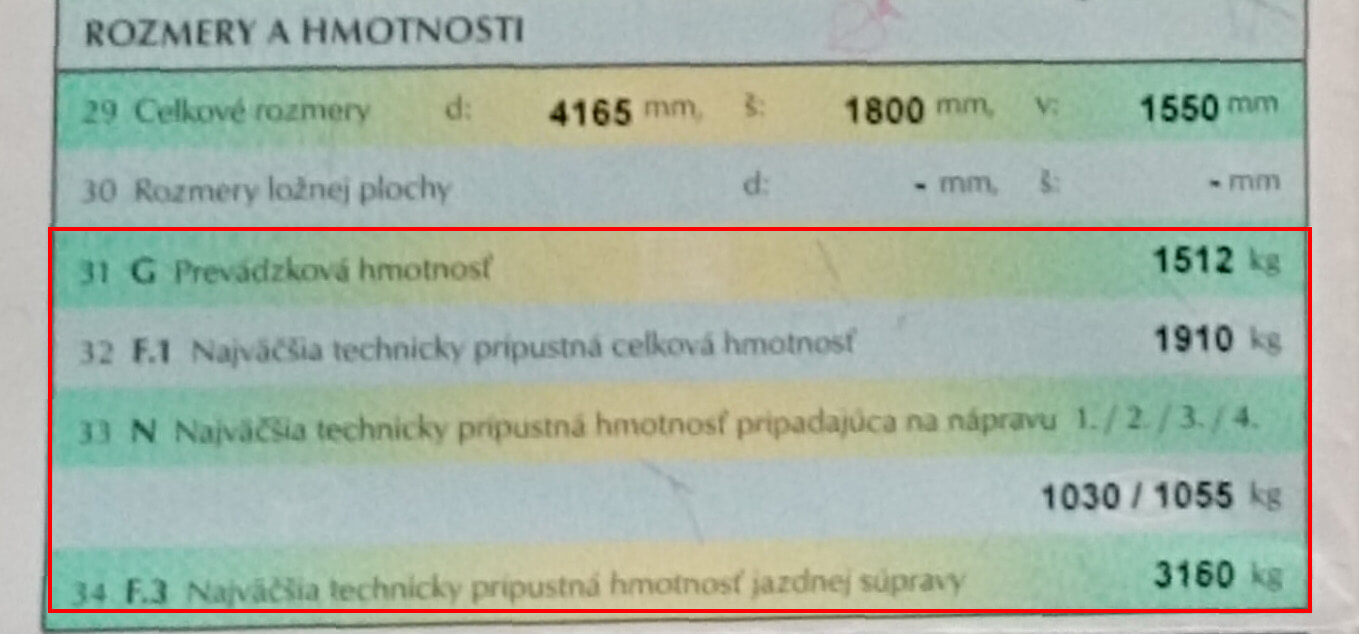 ROZMERY A HMOTNOSTI
29 Celkové rozmery d: 4165 mm, š: 1800 mm, v: 1550 mm
30 Rozmery ložnej plochy d: - mm, š: - mm
31 G Prevádzková hmotnosť 1512 kg
32 F.1 Najväčšia technicky prípustná celková hmotnosť 1910 kg
33 N Najväčšia technicky prípustná hmotnosť pripadajúca na nápravu 1. / 2. / 3. / 4.
1030 / 1055 kg
34 F.3 Najväčšia technicky prípustná hmotnosť jazdnej súpravy 3160 kg